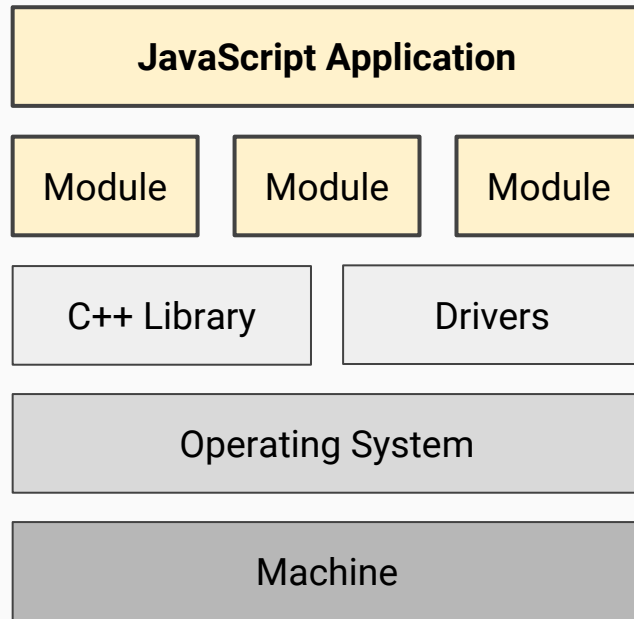 JavaScript Application
Module Module Module
C++ Library Drivers
Operating System
Machine